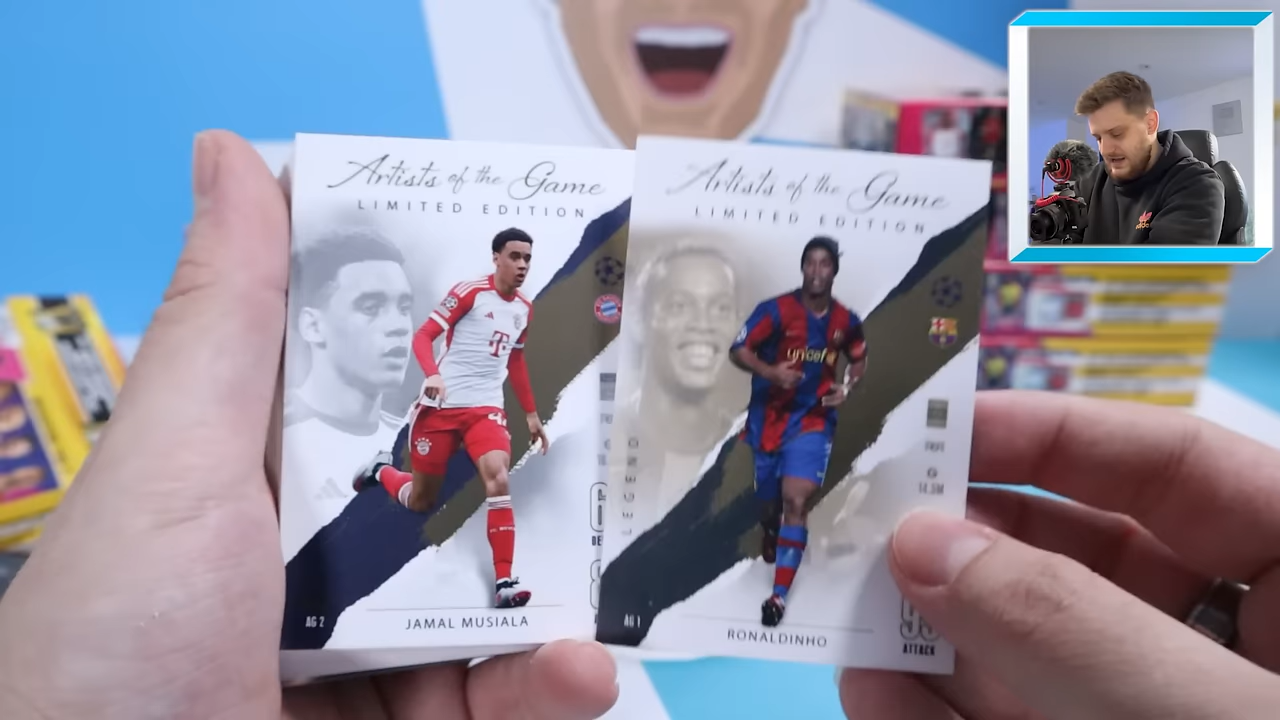 Artists of the Game
LIMITED EDITION
AG 2
JAMAL MUSIALA
Artists of the Game
LIMITED EDITION
unicef
LEGEND
AG 1
RONALDINHO
ATTACK